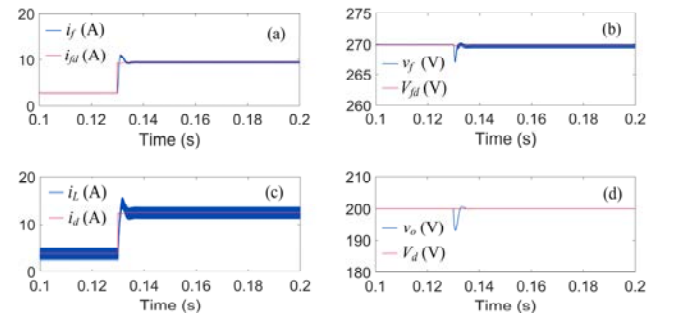 20
10
0
i_f (A)
i_fd (A)
(a)
0.1 0.12 0.14 0.16 0.18 0.2
Time (s)
275
270
265
260
v_f (V)
V_fd (V)
(b)
0.1 0.12 0.14 0.16 0.18 0.2
Time (s)
20
10
0
i_L (A)
i_d (A)
(c)
0.1 0.12 0.14 0.16 0.18 0.2
Time (s)
210
200
190
180
v_o (V)
V_d (V)
(d)
0.1 0.12 0.14 0.16 0.18 0.2
Time (s)